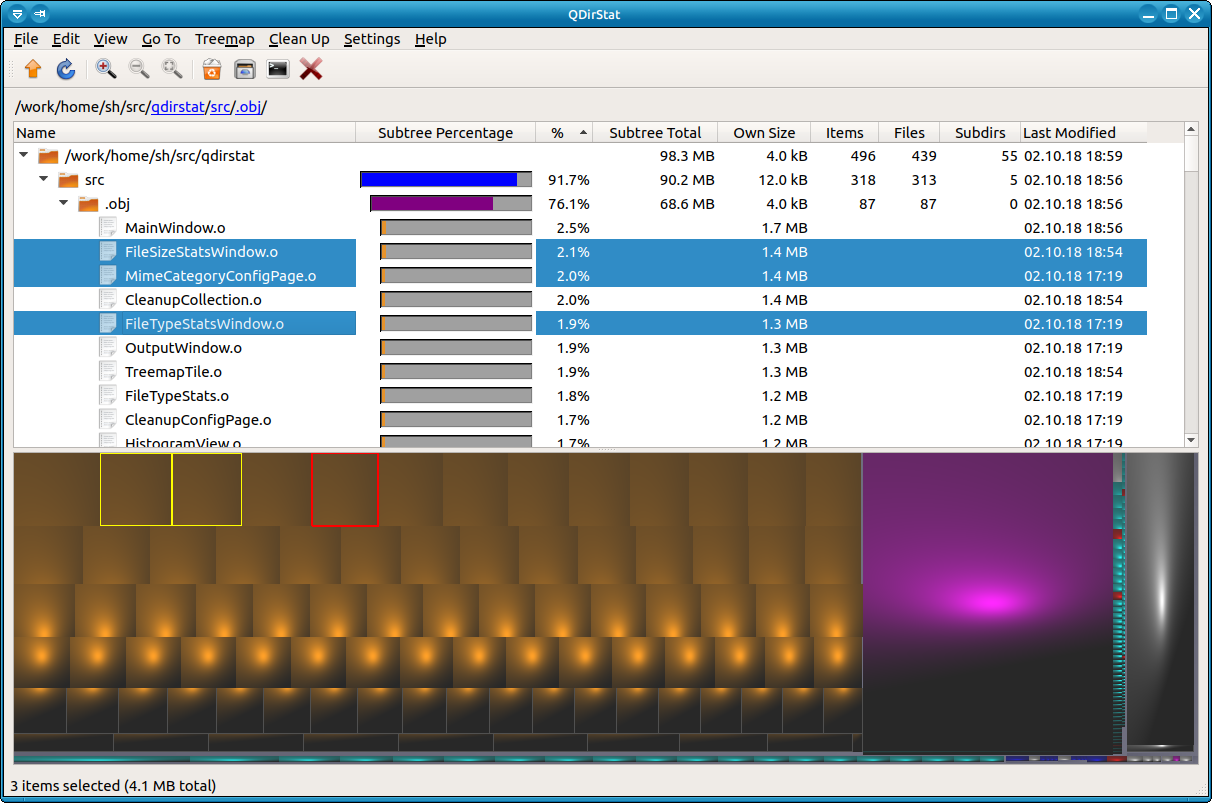 QDirStat
File Edit View Go To Treemap Clean Up Settings Help
/work/home/sh/src/qdirstat/src/.obj/
Name Subtree Percentage % Subtree Total Own Size Items Files Subdirs Last Modified
/work/home/sh/src/qdirstat 98.3 MB 4.0 kB 496 439 55 02.10.18 18:59
src 91.7% 90.2 MB 12.0 kB 318 313 5 02.10.18 18:56
.obj 76.1% 68.6 MB 4.0 kB 87 87 0 02.10.18 18:56
MainWindow.o 2.5% 1.7 MB 02.10.18 18:56
FileSizeStatsWindow.o 2.1% 1.4 MB 02.10.18 18:54
MimeCategoryConfigPage.o 2.0% 1.4 MB 02.10.18 17:19
CleanupCollection.o 2.0% 1.4 MB 02.10.18 18:54
FileTypeStatsWindow.o 1.9% 1.3 MB 02.10.18 17:19
OutputWindow.o 1.9% 1.3 MB 02.10.18 17:19
TreemapTile.o 1.9% 1.3 MB 02.10.18 18:54
FileTypeStats.o 1.8% 1.2 MB 02.10.18 17:19
CleanupConfigPage.o 1.7% 1.2 MB 02.10.18 17:19
HistogramView.o 1.7% 1.2 MB 02.10.18 17:19
3 items selected (4.1 MB total)